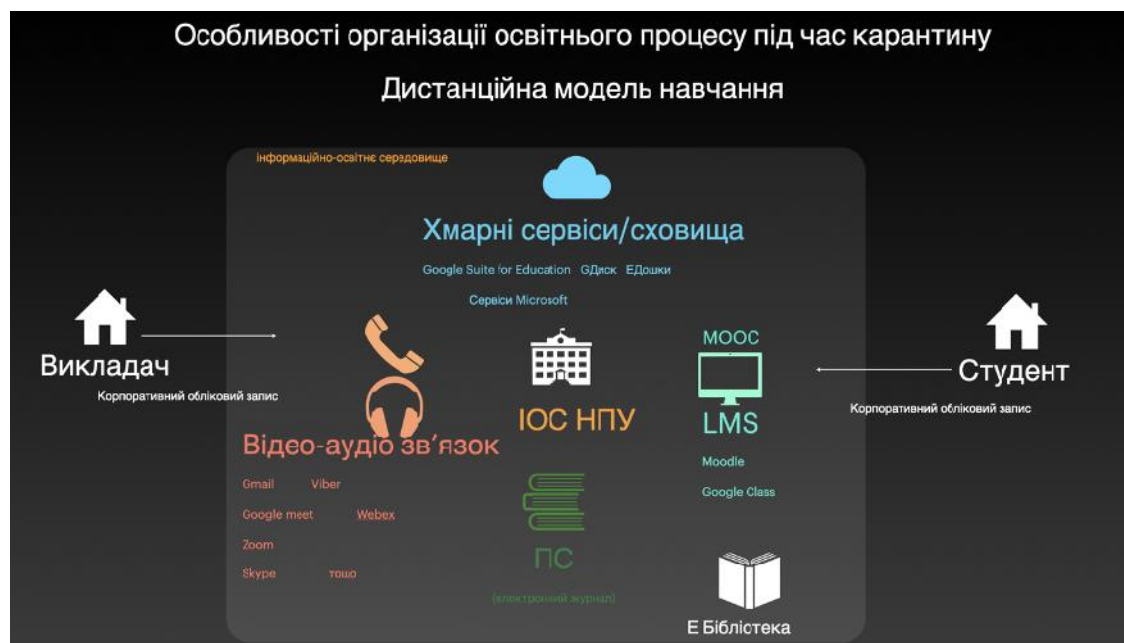 Особливості організації освітнього процесу під час карантину
Дистанційна модель навчання
інформаційно-освітнє середовище
Хмарні сервіси/сховища
Google Suite for Education GДиск ЕДошки
Сервіси Microsoft
Викладач
Корпоративний обліковий запис
Відео-аудіо зв'язок
Gmail Viber
Google meet Webex
Zoom
Skype тошо
ІОС НПУ
ПС
(електронний журнал)
МООС
LMS
Moodle
Google Class
Е Бібліотека
Студент
Корпоративний обліковий запис